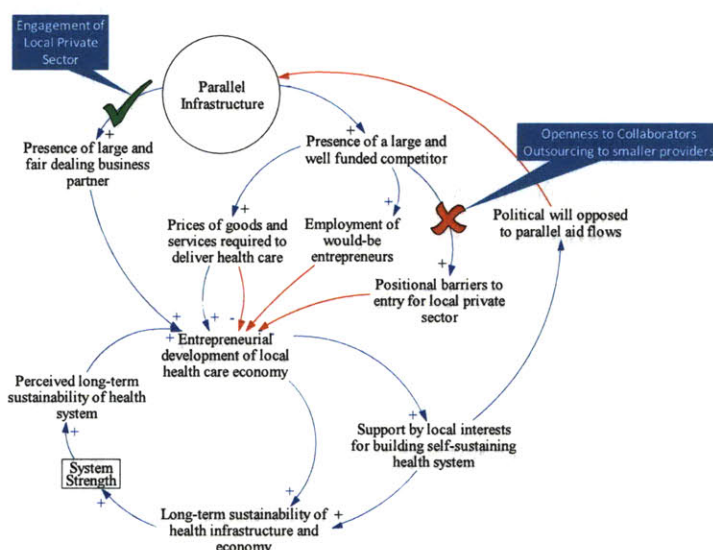 Engagement of
Local Private
Sector
Parallel
Infrastructure
+
Presence of large and
fair dealing business
partner
+
Presence of a large and
well funded competitor
Openness to Collaborators
Outsourcing to smaller providers
+
Prices of goods and
services required to
deliver health care
+
Employment of
would-be
entrepreneurs
Political will opposed
to parallel aid flows
+
Positional barriers to
entry for local private
sector
+
+
-
+
Entrepreneurial
development of local
health care economy
+
Perceived long-term
sustainability of health
system
+
+
Support by local interests
for building self-sustaining
health system
System
Strength
+
+
Long-term sustainability of
health infrastructure and
economy
+